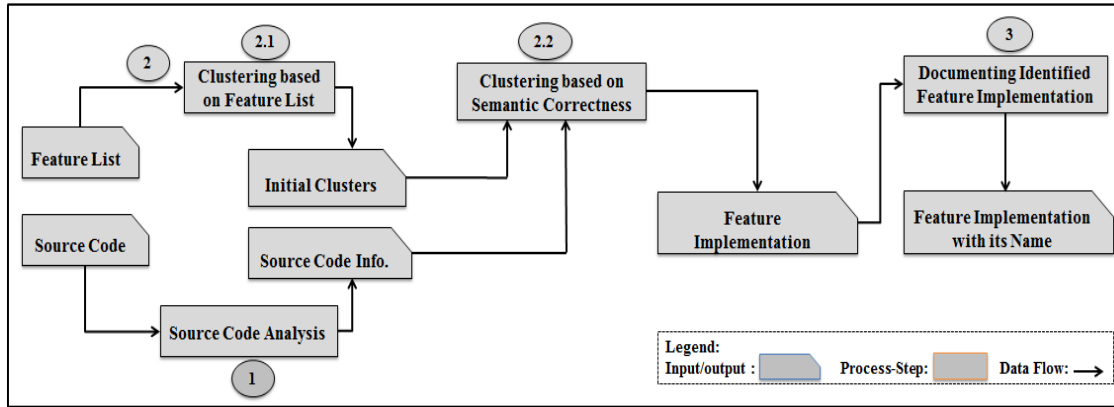 2.1
2.2
3
2
Clustering based
on Feature List
Clustering based on
Semantic Correctness
Documenting Identified
Feature Implementation
Feature List
Initial Clusters
Source Code
Source Code Info.
Feature
Implementation
Feature Implementation
with its Name
Source Code Analysis
1
Legend:
Input/output :
Process-Step:
Data Flow: